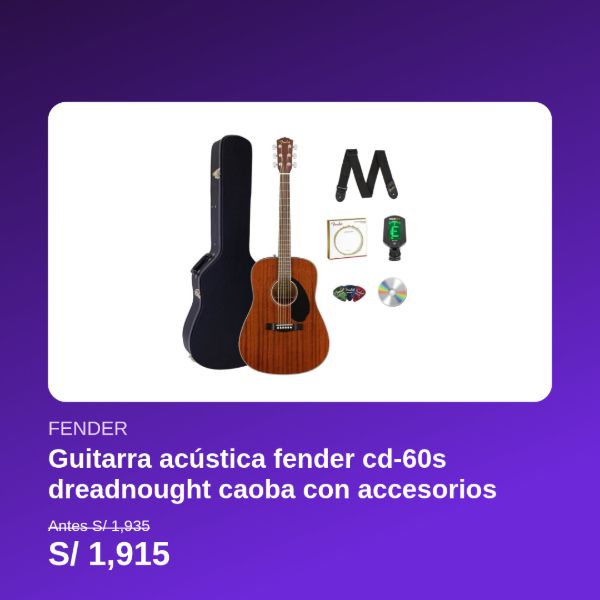 FENDER
Guitarra acústica fender cd-60s
dreadnought caoba con accesorios
Antes S/ 1,935
S/ 1,915